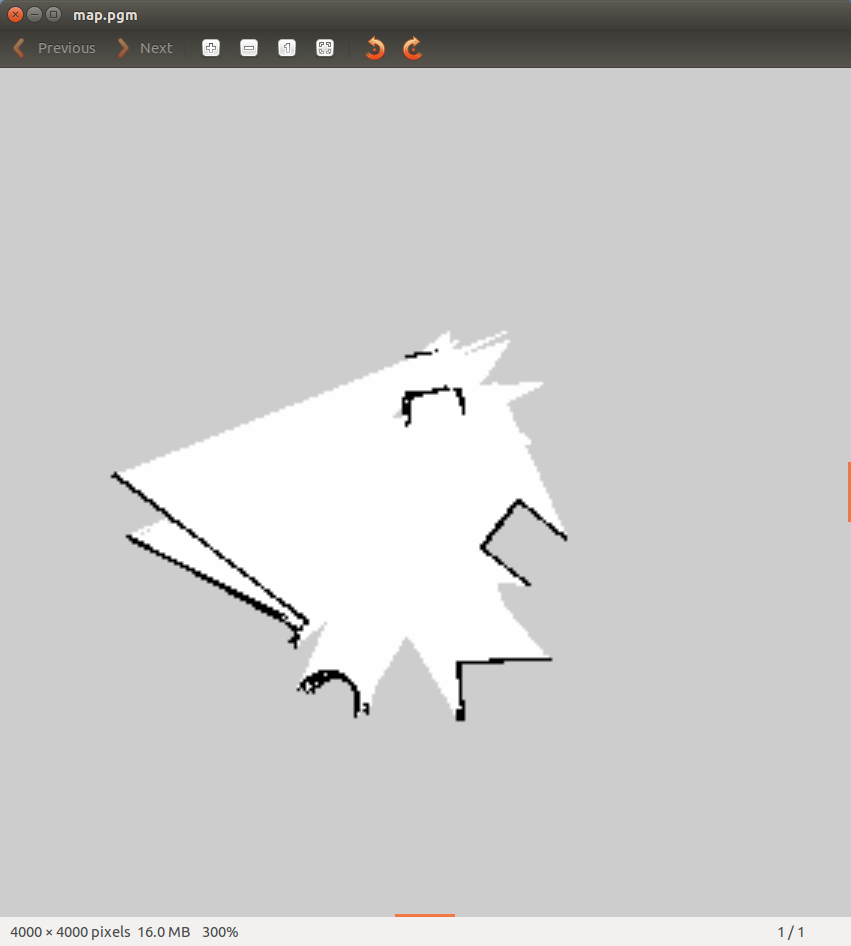 map.pgm
Previous Next
4000 × 4000 pixels 16.0 MB 300% 1 / 1